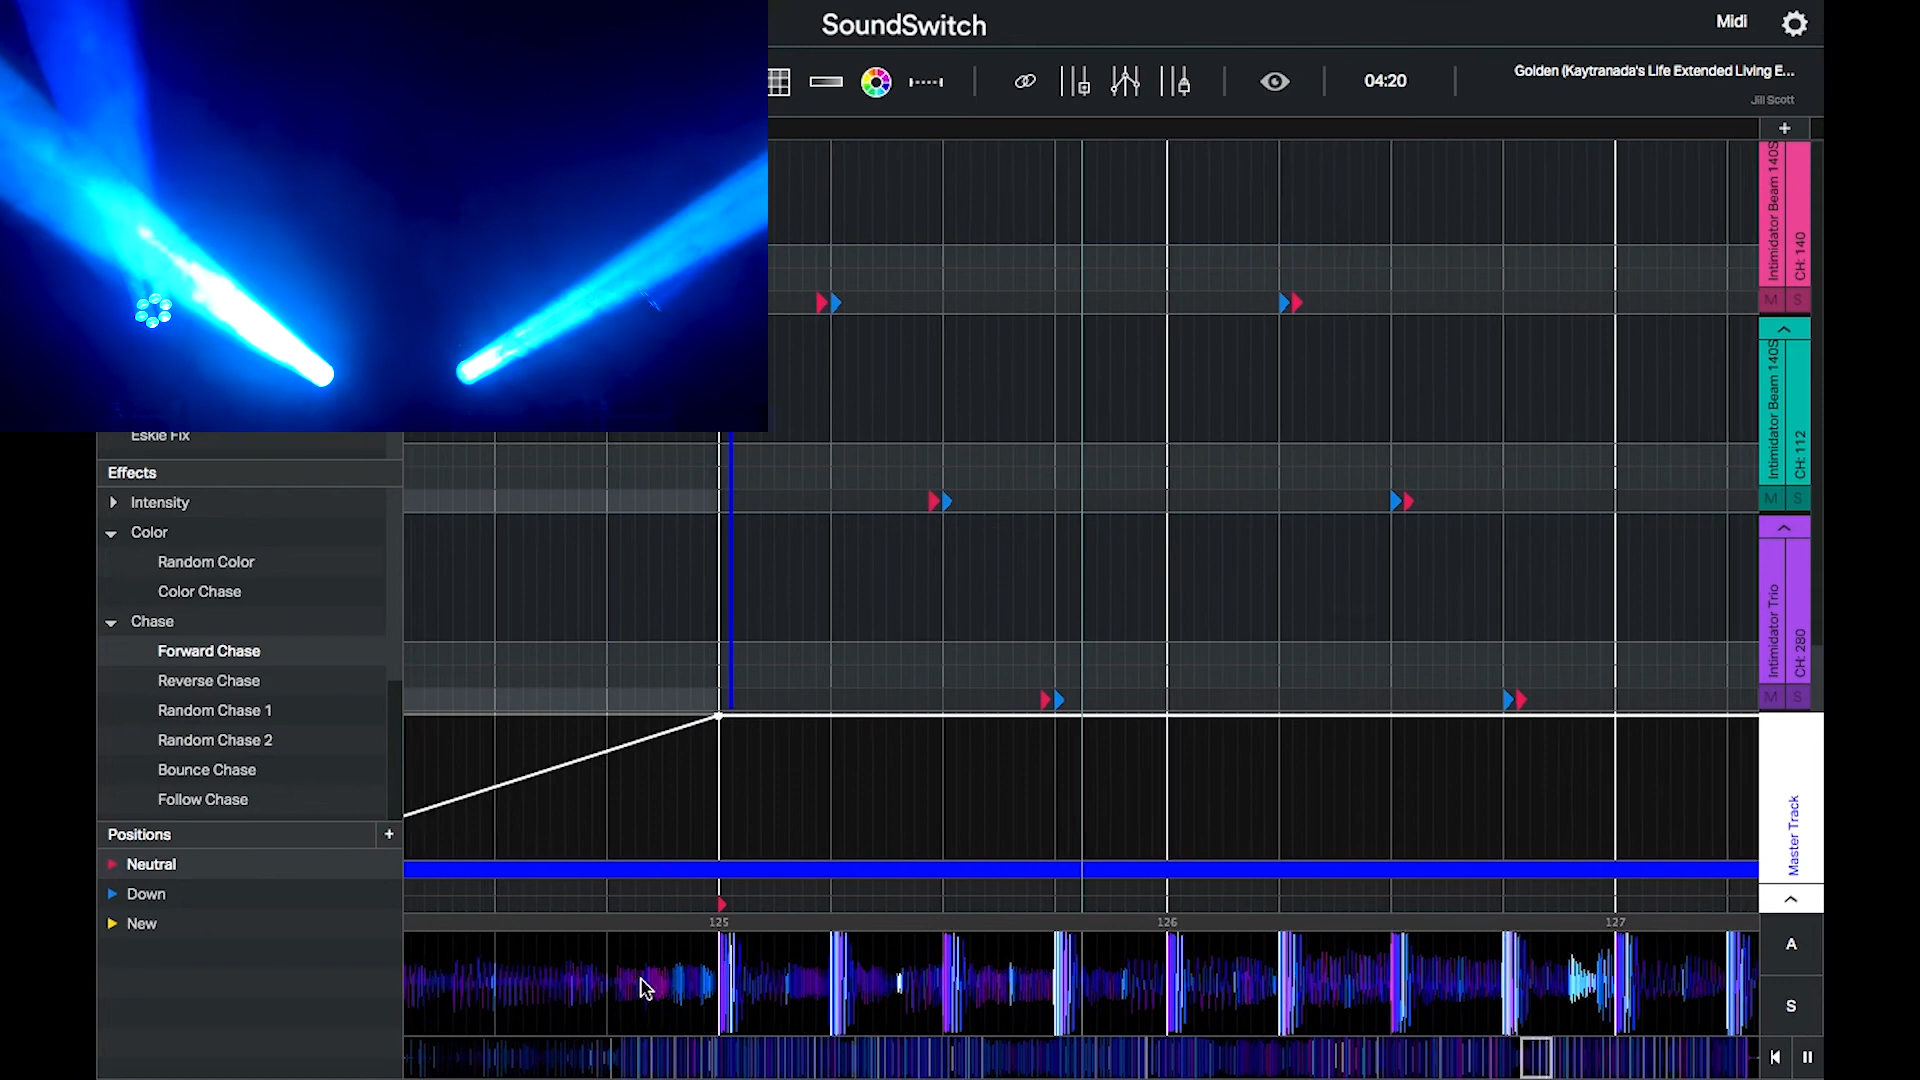 SoundSwitch
Midi
04:20
Golden (Kaytranada's Life Extended Living E...
Jill Scott
+
Intimidator Beam 140S
CH: 140
M S
Intimidator Beam 140S
CH: 112
M S
Intimidator Trio
CH: 280
M S
Eskie Fix
Effects
Intensity
Color
Random Color
Color Chase
Chase
Forward Chase
Reverse Chase
Random Chase 1
Random Chase 2
Bounce Chase
Follow Chase
Positions +
Neutral
Down
New
Master Track
125 126 127
A
S